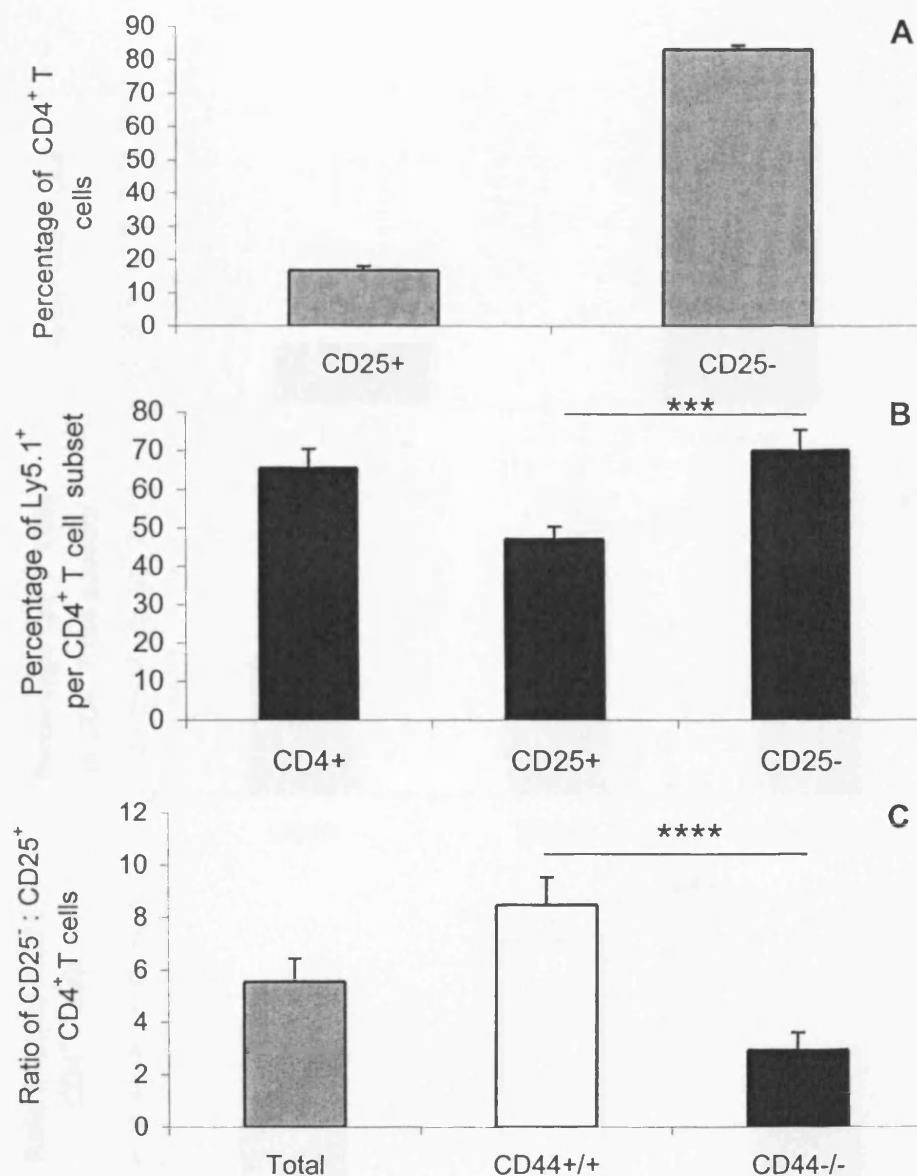 A
Percentage of CD4⁺ T
cells
90
80
70
60
50
40
30
20
10
0
CD25+
CD25-
B
Percentage of Ly5.1⁺
per CD4⁺ T cell subset
80
70
60
50
40
30
20
10
0
***
CD4+
CD25+
CD25-
C
Ratio of CD25⁻ : CD25⁺
CD4⁺ T cells
12
10
8
6
4
2
0
****
Total
CD44+/+
CD44-/-